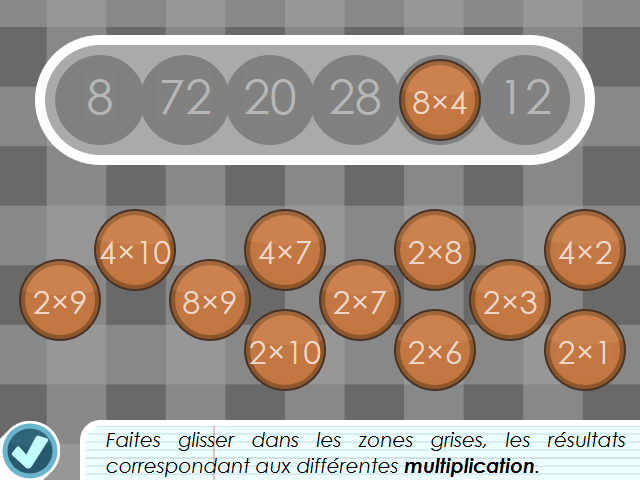 8 72 20 28 8×4 12
4×10 4×7 2×8 4×2
2×9 8×9 2×7 2×3
2×10 2×6 2×1
Faites glisser dans les zones grises, les résultats
correspondant aux différentes multiplication.